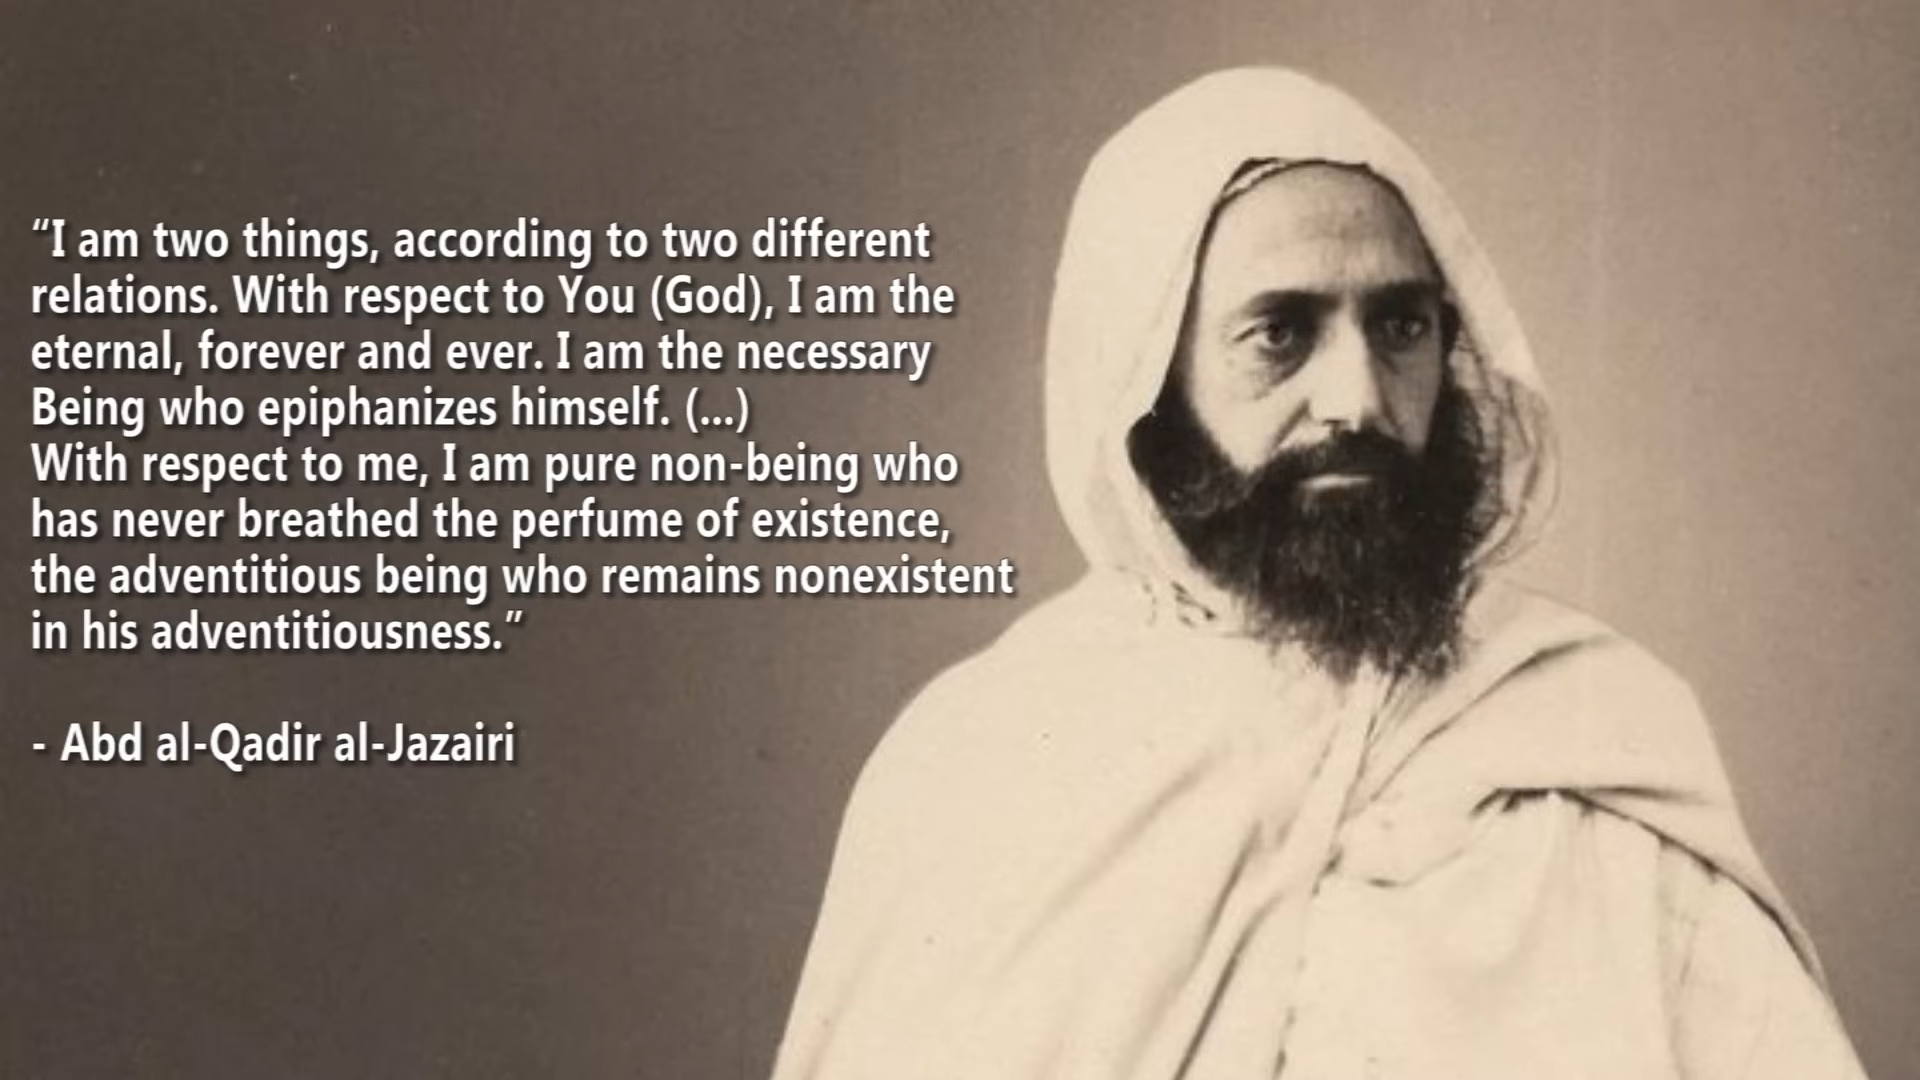 “I am two things, according to two different
relations. With respect to You (God), I am the
eternal, forever and ever. I am the necessary
Being who epiphanizes himself. (...)
With respect to me, I am pure non-being who
has never breathed the perfume of existence,
the adventitious being who remains nonexistent
in his adventitiousness.”
- Abd al-Qadir al-Jazairi